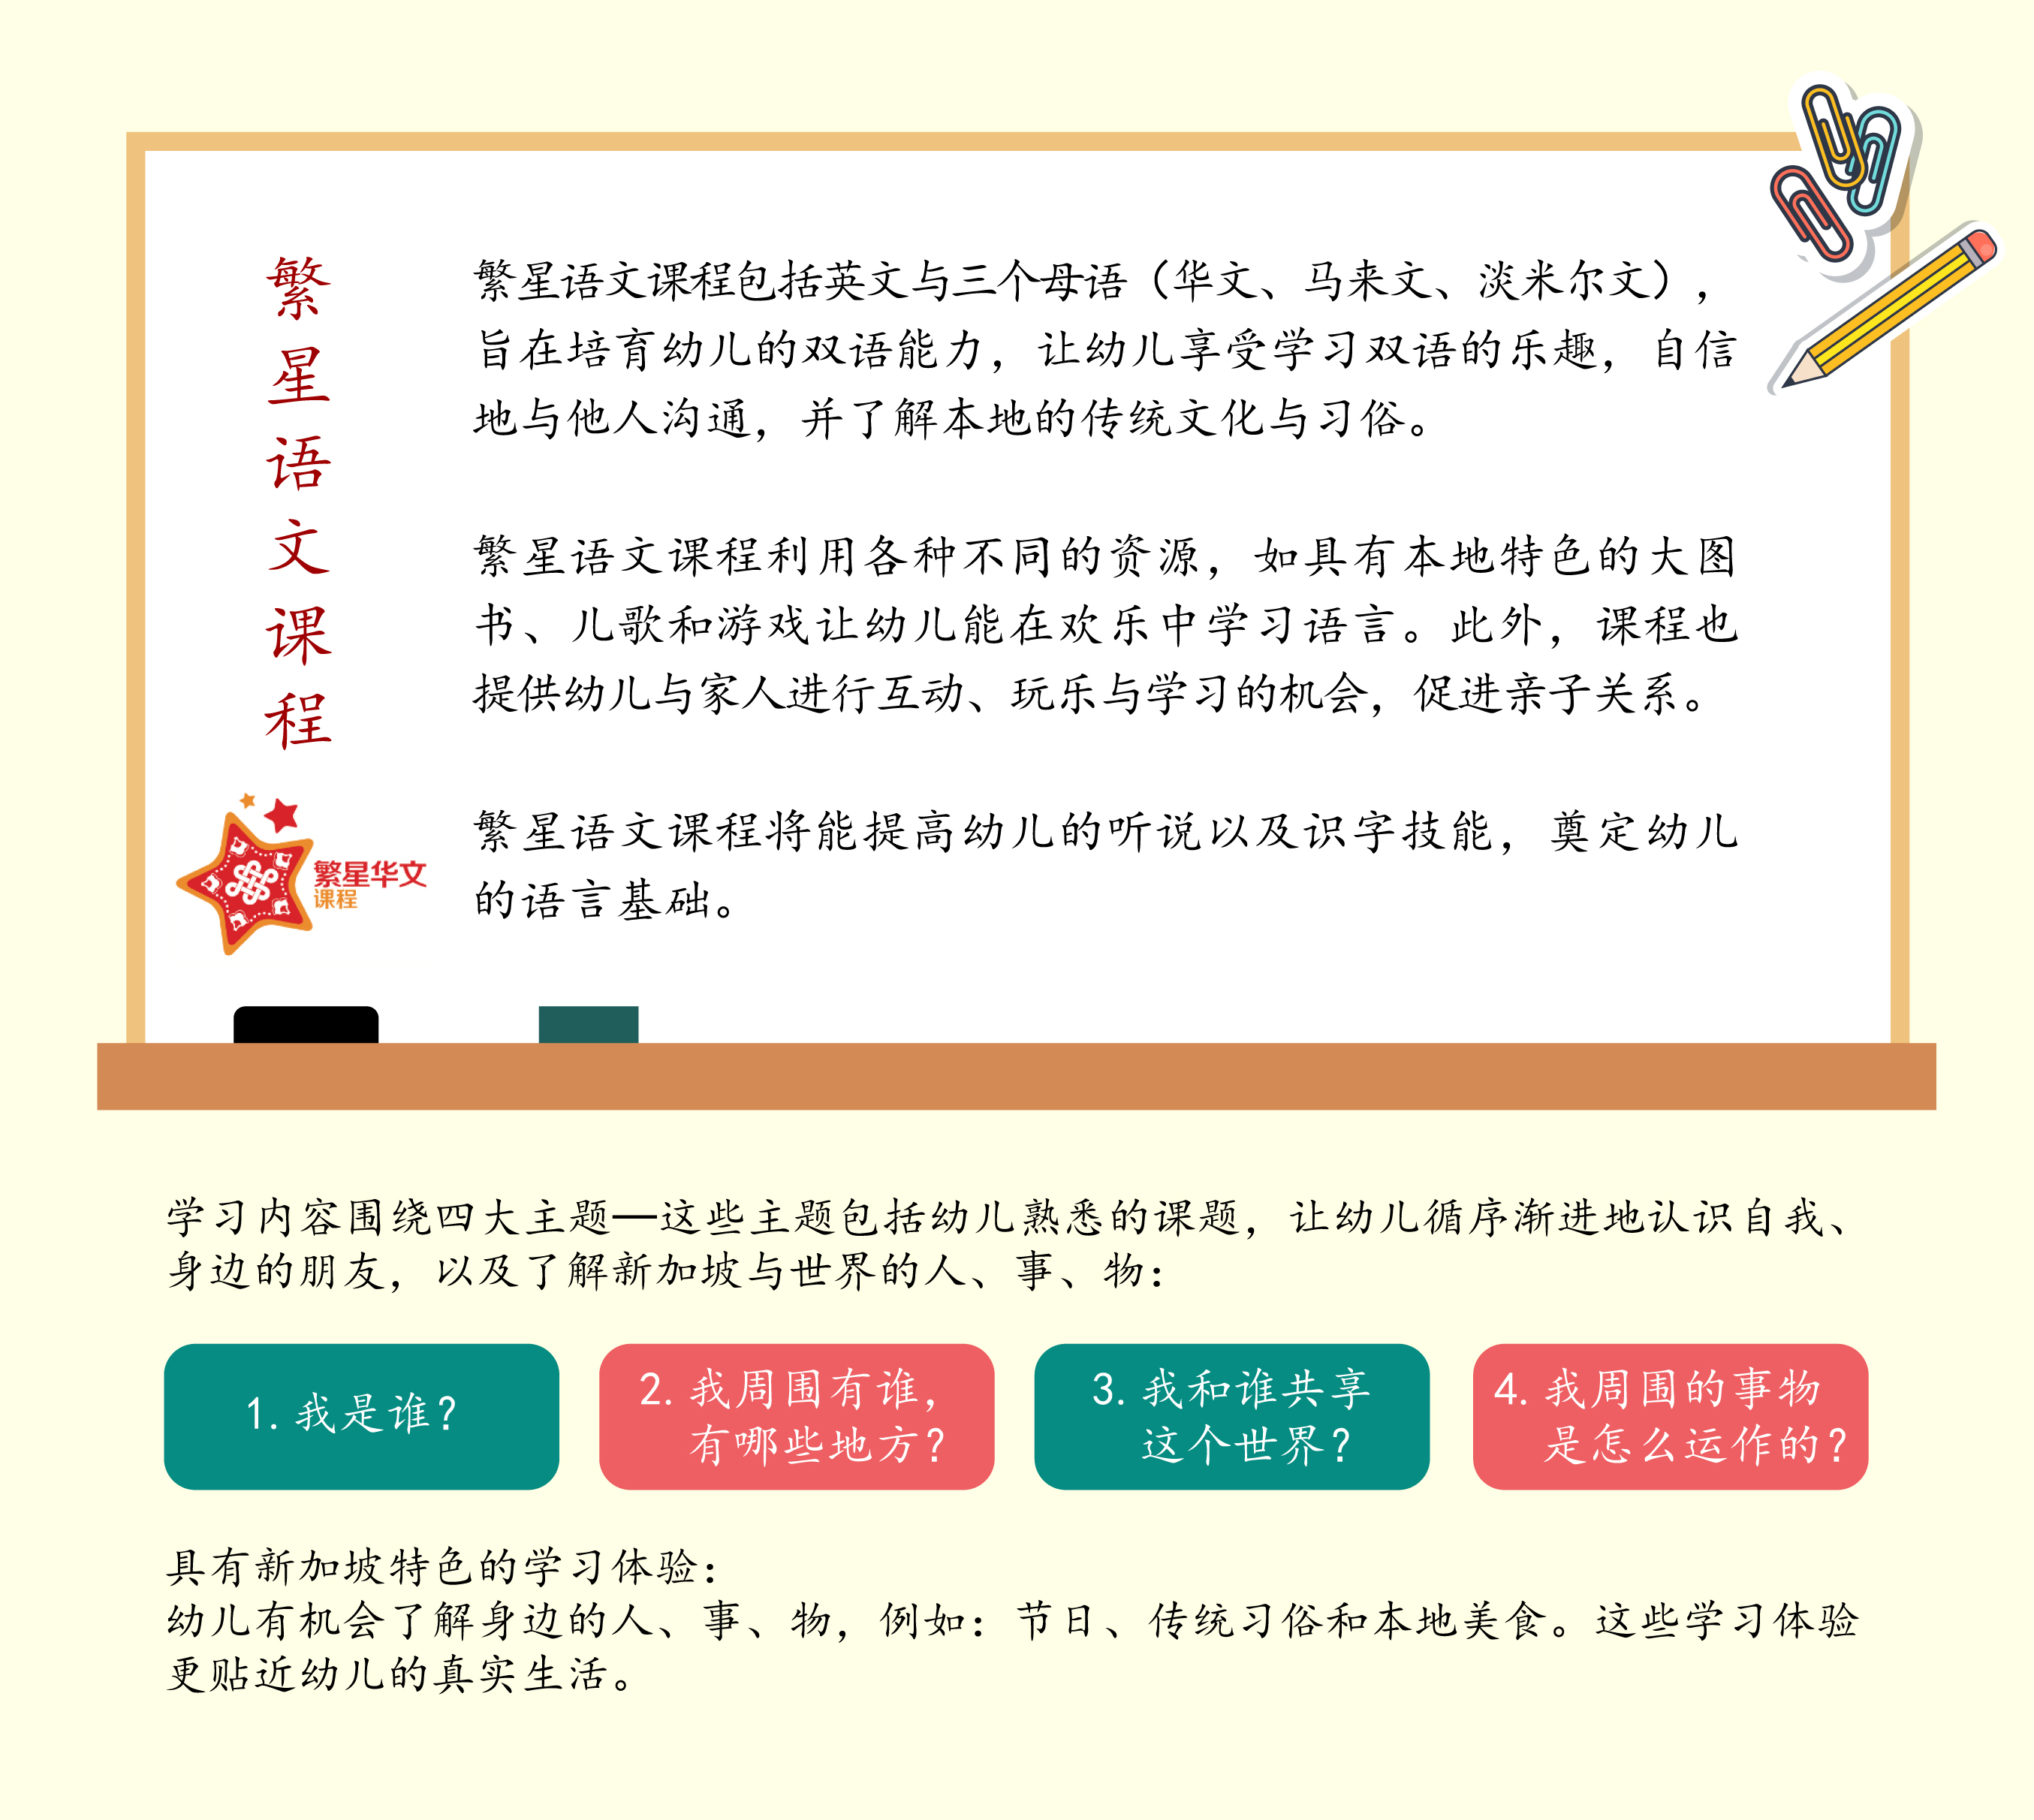 繁星语文课程
繁星语文课程包括英文与三个母语（华文、马来文、淡米尔文），
旨在培育幼儿的双语能力，让幼儿享受学习双语的乐趣，自信
地与他人沟通，并了解本地的传统文化与习俗。
繁星语文课程利用各种不同的资源，如具有本地特色的大图
书、儿歌和游戏让幼儿能在欢乐中学习语言。此外，课程也
提供幼儿与家人进行互动、玩乐与学习的机会，促进亲子关系。
繁星语文课程将能提高幼儿的听说以及识字技能，奠定幼儿
的语言基础。
繁星华文
课程
学习内容围绕四大主题—这些主题包括幼儿熟悉的课题，让幼儿循序渐进地认识自我、
身边的朋友，以及了解新加坡与世界的人、事、物：
1. 我是谁？
2. 我周围有谁，
有哪些地方？
3. 我和谁共享
这个世界？
4. 我周围的事物
是怎么运作的？
具有新加坡特色的学习体验：
幼儿有机会了解身边的人、事、物，例如：节日、传统习俗和本地美食。这些学习体验
更贴近幼儿的真实生活。